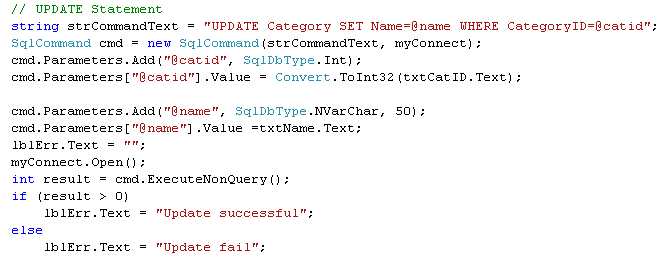 // UPDATE Statement
string strCommandText = "UPDATE Category SET Name=@name WHERE CategoryID=@catid";
SqlCommand cmd = new SqlCommand(strCommandText, myConnect);
cmd.Parameters.Add("@catid", SqlDbType.Int);
cmd.Parameters["@catid"].Value = Convert.ToInt32(txtCatID.Text);

cmd.Parameters.Add("@name", SqlDbType.NVarChar, 50);
cmd.Parameters["@name"].Value =txtName.Text;
lblErr.Text = "";
myConnect.Open();
int result = cmd.ExecuteNonQuery();
if (result > 0)
    lblErr.Text = "Update successful";
else
    lblErr.Text = "Update fail";